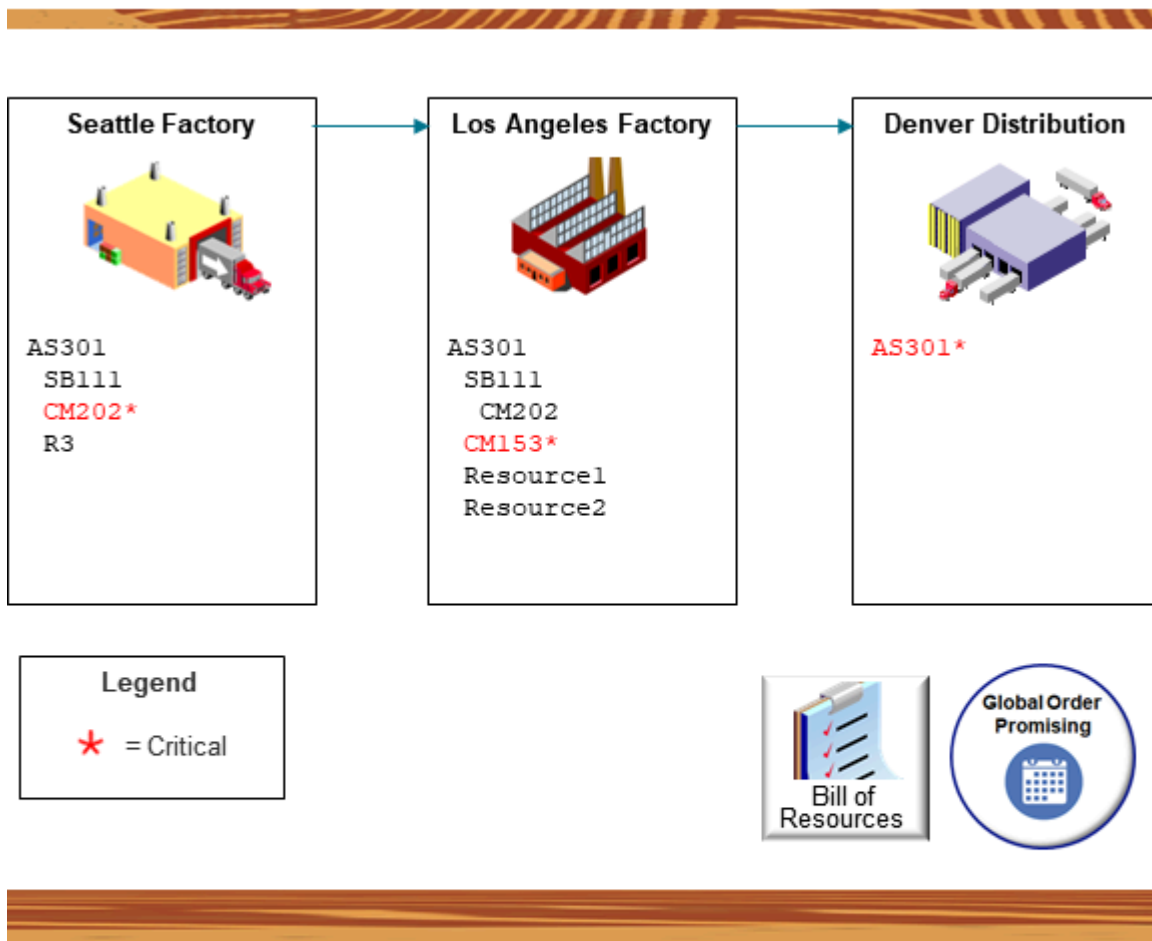 Seattle Factory
AS301
SB111
CM202*
R3
Los Angeles Factory
AS301
SB111
CM202
CM153*
Resource1
Resource2
Denver Distribution
AS301*
Legend
* = Critical
Bill of
Resources
Global Order
Promising